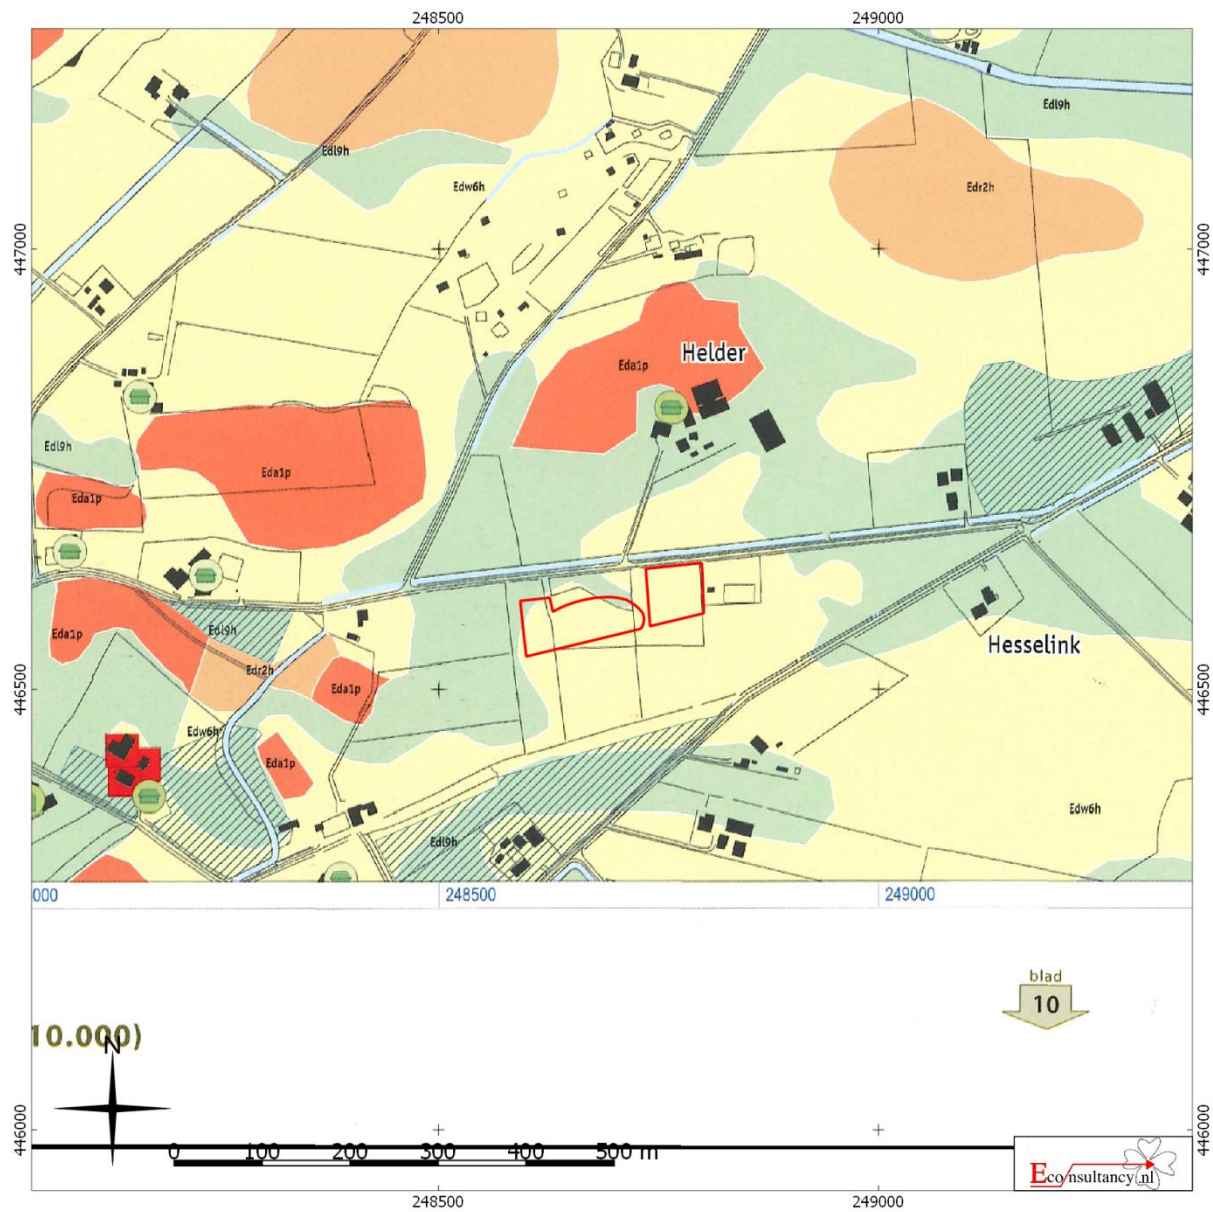 248500 249000
Edl9h
Edl9h
Edw6h
Edr2h
447000 447000
Helder
Eda1p
Edl9h
Eda1p
Eda1p
Edl9h
Eda1p
Hesselink
Edr2h
Eda1p
446500 446500
Edw6h
Eda1p
Edw6h
Edl9h
000 248500 249000
blad
10
10.000)
N
446000 446000
0 100 200 300 400 500 m
Econsultancy.nl
248500 249000